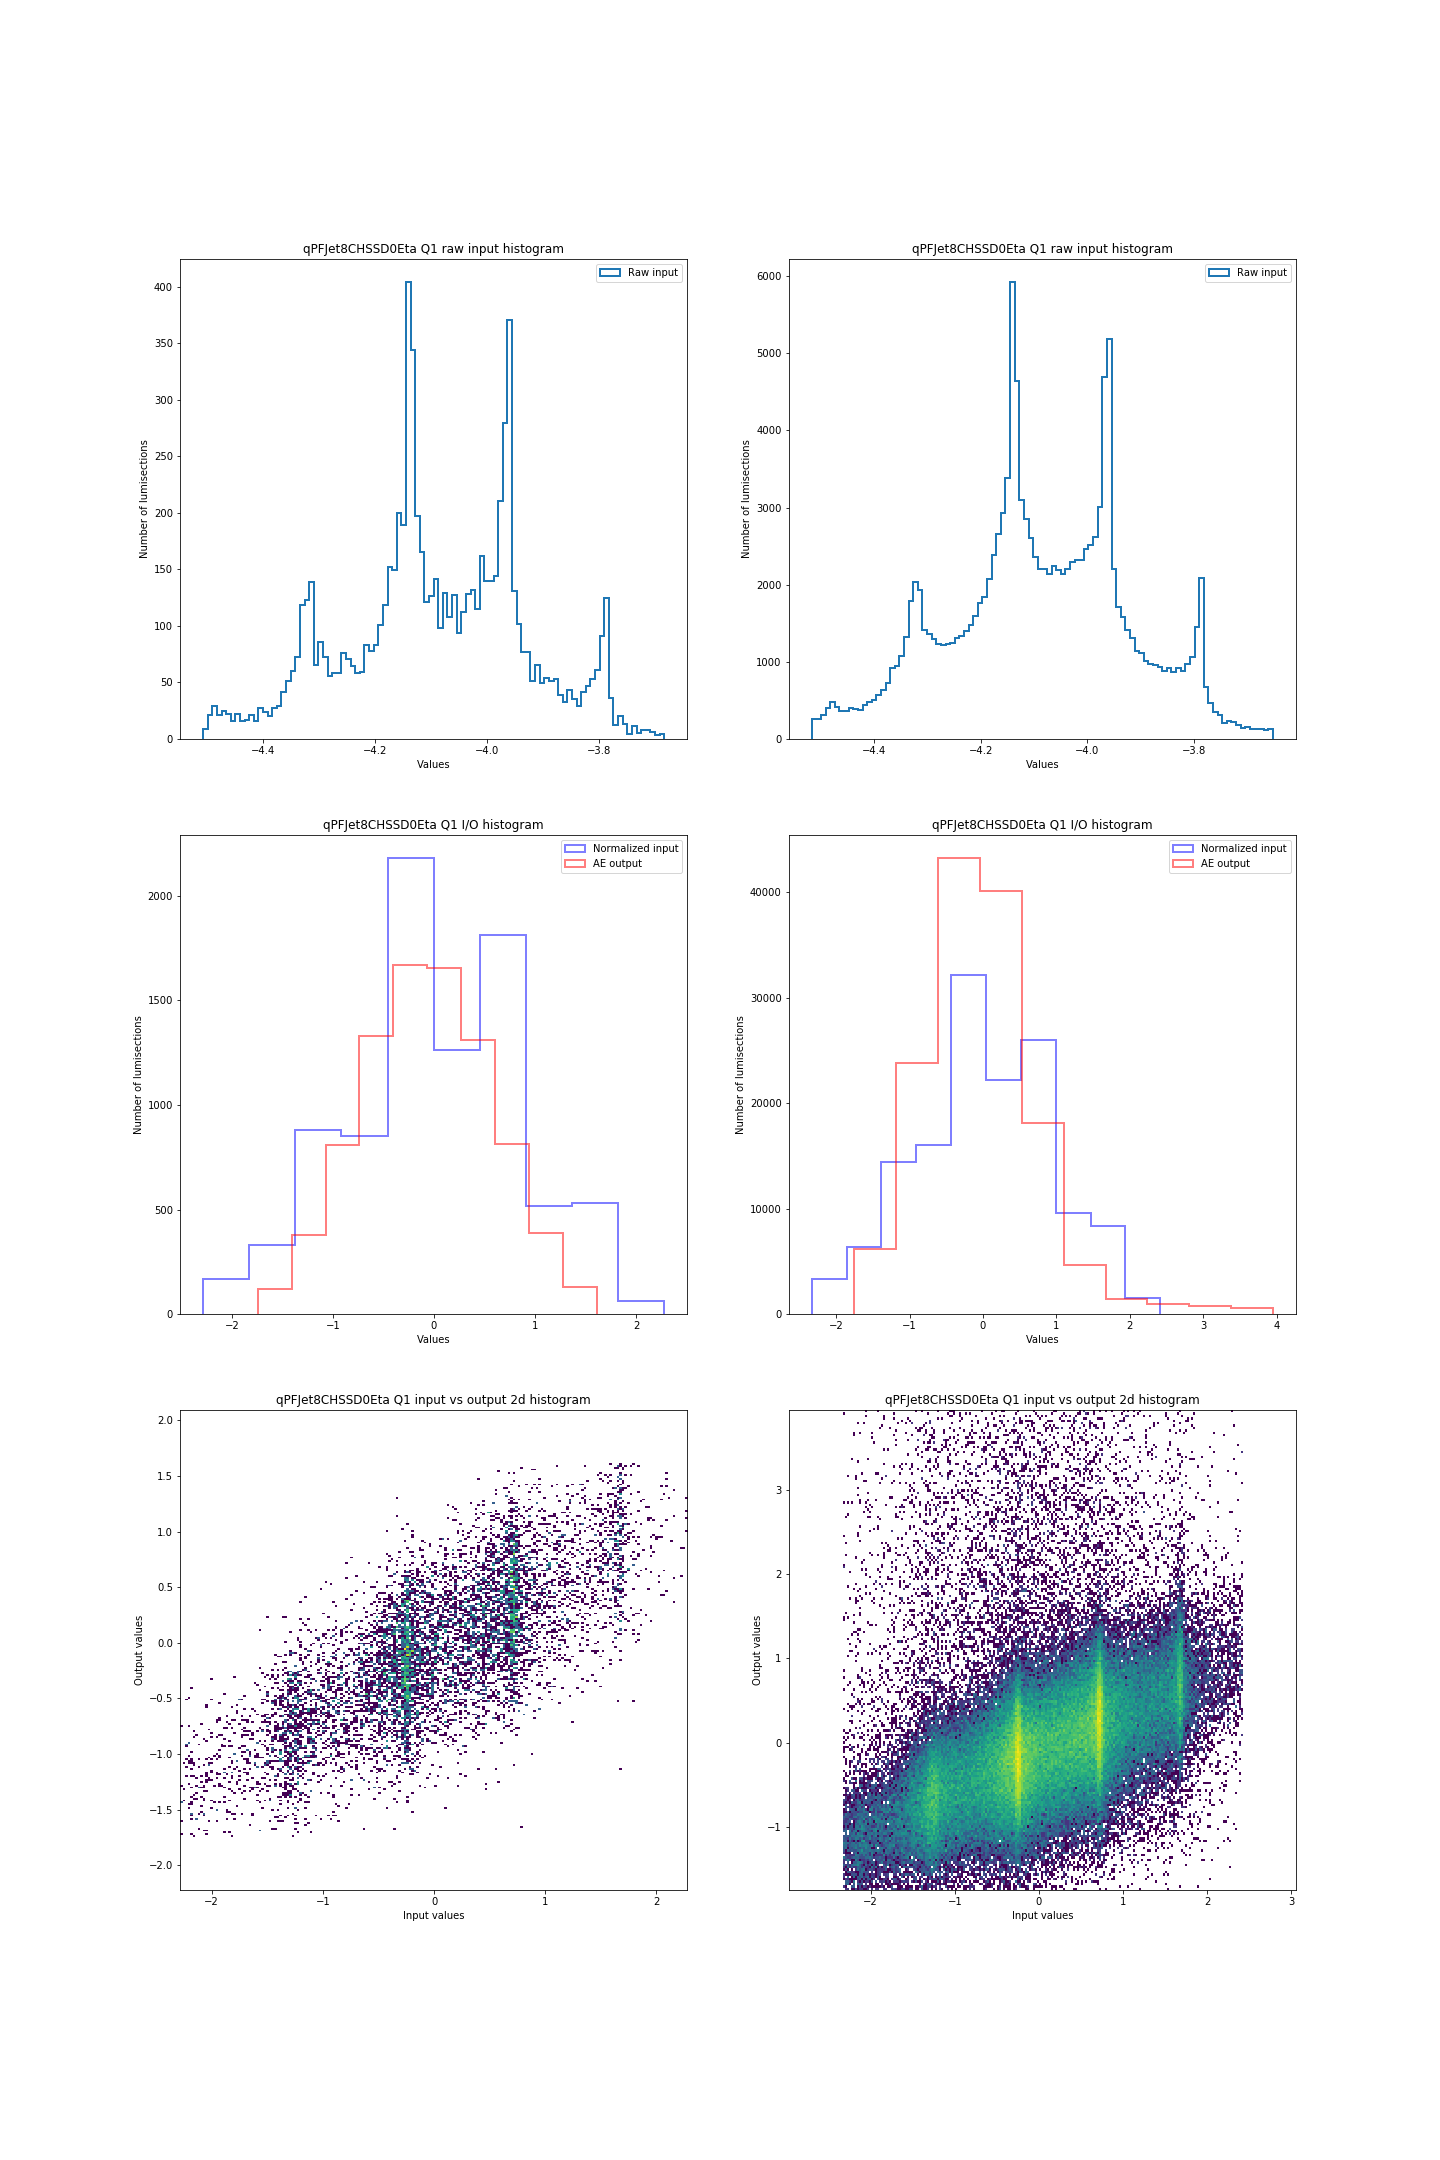 qPFJet8CHSSD0Eta Q1 raw input histogram
Raw input
400
350
300
250
200
150
100
50
0
Number of lumisections
−4.4 −4.2 −4.0 −3.8
Values
qPFJet8CHSSD0Eta Q1 raw input histogram
Raw input
6000
5000
4000
3000
2000
1000
0
Number of lumisections
−4.4 −4.2 −4.0 −3.8
Values
qPFJet8CHSSD0Eta Q1 I/O histogram
Normalized input
AE output
2000
1500
1000
500
0
Number of lumisections
−2 −1 0 1 2
Values
qPFJet8CHSSD0Eta Q1 I/O histogram
Normalized input
AE output
40000
30000
20000
10000
0
Number of lumisections
−2 −1 0 1 2 3 4
Values
qPFJet8CHSSD0Eta Q1 input vs output 2d histogram
2.0
1.5
1.0
0.5
0.0
−0.5
−1.0
−1.5
−2.0
Output values
−2 −1 0 1 2
Input values
qPFJet8CHSSD0Eta Q1 input vs output 2d histogram
3
2
1
0
−1
Output values
−2 −1 0 1 2 3
Input values